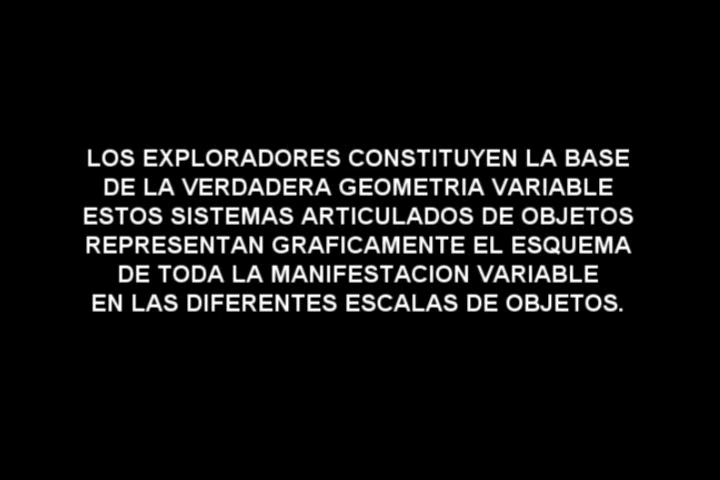 LOS EXPLORADORES CONSTITUYEN LA BASE
DE LA VERDADERA GEOMETRIA VARIABLE
ESTOS SISTEMAS ARTICULADOS DE OBJETOS
REPRESENTAN GRAFICAMENTE EL ESQUEMA
DE TODA LA MANIFESTACION VARIABLE
EN LAS DIFERENTES ESCALAS DE OBJETOS.